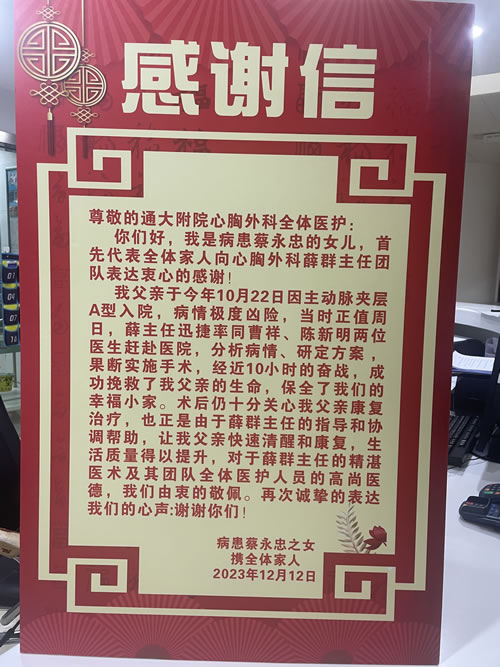 感谢信
尊敬的通大附院心胸外科全体医护：
你们好，我是病患蔡永忠的女儿，首
先代表全体家人向心胸外科薛群主任团
队表达衷心的感谢！
我父亲于今年10月22日因主动脉夹层
A型入院，病情极度凶险，当时正值周
日，薛主任迅捷率同曹祥、陈新明两位
医生赶赴医院，分析病情、研定方案，
果断实施手术，经近10小时的奋战，成
功挽救了我父亲的生命，保全了我们的
幸福小家。术后仍十分关心我父亲康复
治疗，也正是由于薛群主任的指导和协
调帮助，让我父亲快速清醒和康复，生
活质量得以提升，对于薛群主任的精湛
医术及其团队全体医护人员的高尚医
德，我们由衷的敬佩。再次诚挚的表达
我们的心声:谢谢你们！
病患蔡永忠之女
携全体家人
2023年12月12日